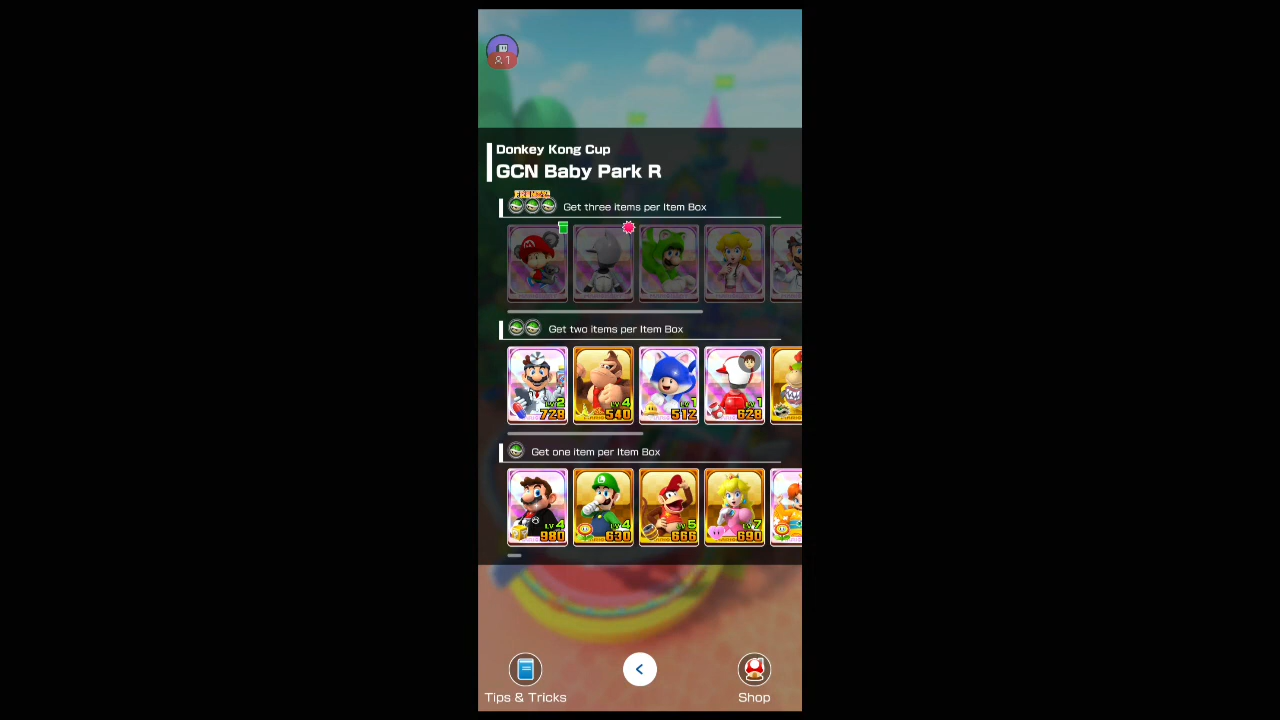 1
Donkey Kong Cup
GCN Baby Park R
FRENZY
Get three items per Item Box
Get two items per Item Box
LV 2 LV 4 LV 1 LV 1
728 540 512 628
Get one item per Item Box
LV 4 LV 4 LV 5 LV 7
980 630 666 690
Tips & Tricks
Shop